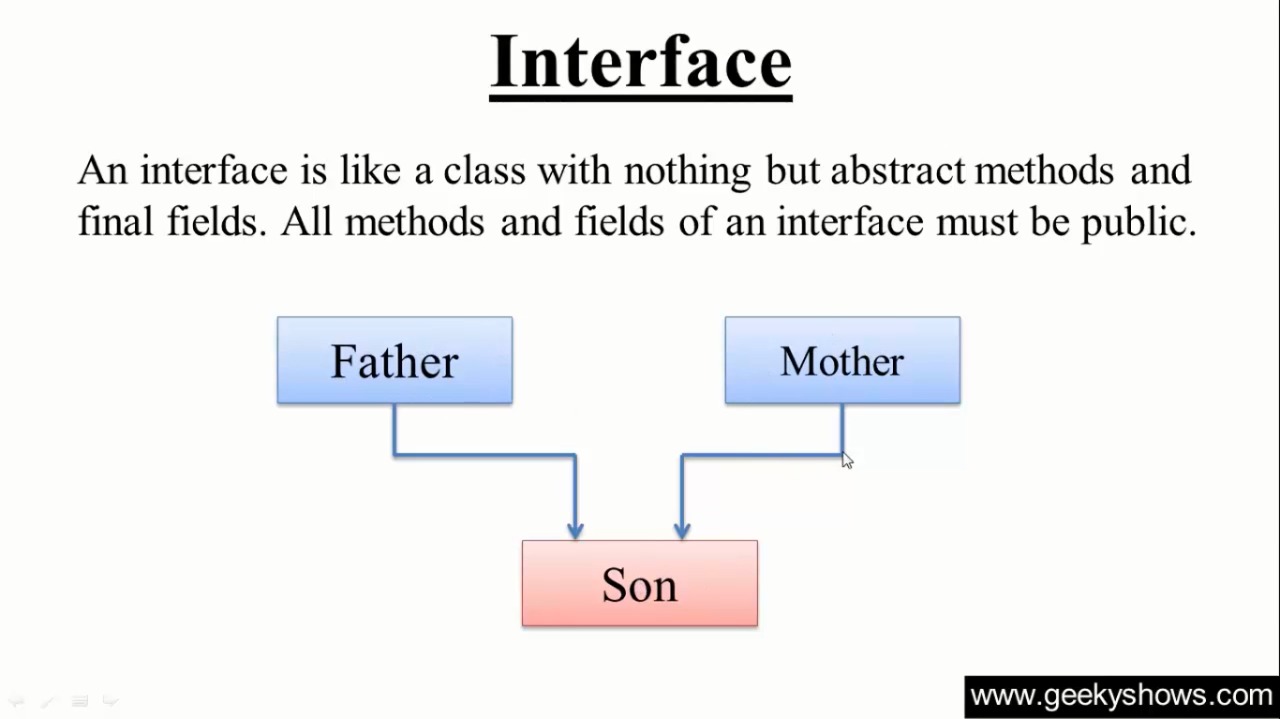 Interface
An interface is like a class with nothing but abstract methods and
final fields. All methods and fields of an interface must be public.
Father
Mother
Son
www.geekyshows.com